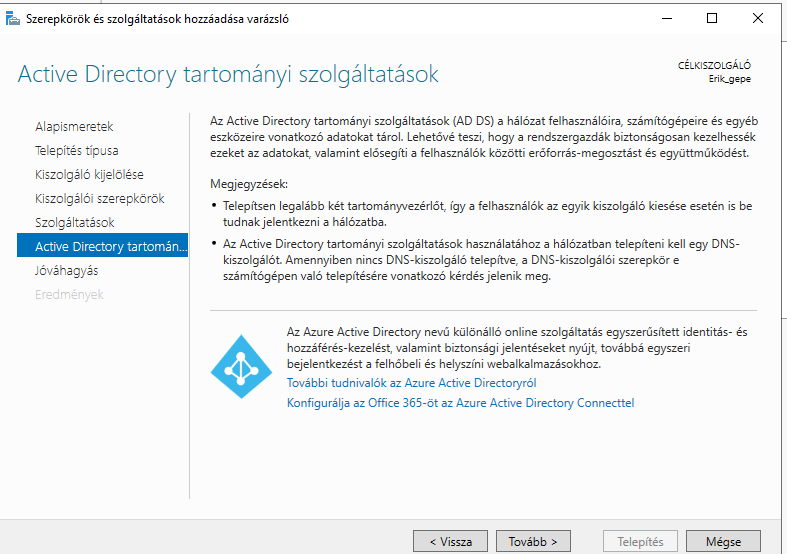 Szerepkörök és szolgáltatások hozzáadása varázsló
Active Directory tartományi szolgáltatások
CÉLKISZOLGÁLÓ
Erik_gepe
Alapismeretek
Telepítés típusa
Kiszolgáló kijelölése
Kiszolgálói szerepkörök
Szolgáltatások
Active Directory tartomán...
Jóváhagyás
Eredmények
Az Active Directory tartományi szolgáltatások (AD DS) a hálózat felhasználóira, számítógépeire és egyéb
eszközeire vonatkozó adatokat tárol. Lehetővé teszi, hogy a rendszergazdák biztonságosan kezelhessék
ezeket az adatokat, valamint elősegíti a felhasználók közötti erőforrás-megosztást és együttműködést.
Megjegyzések:
• Telepítsen legalább két tartományvezérlőt, így a felhasználók az egyik kiszolgáló kiesése esetén is be
tudnak jelentkezni a hálózatba.
• Az Active Directory tartományi szolgáltatások használatához a hálózatban telepíteni kell egy DNS-
kiszolgálót. Amennyiben nincs DNS-kiszolgáló telepítve, a DNS-kiszolgálói szerepkör e
számítógépen való telepítésére vonatkozó kérdés jelenik meg.
Az Azure Active Directory nevű különálló online szolgáltatás egyszerűsített identitás- és
hozzáférés-kezelést, valamint biztonsági jelentéseket nyújt, továbbá egyszeri
bejelentkezést a felhőbeli és helyszíni webalkalmazásokhoz.
További tudnivalók az Azure Active Directoryról
Konfigurálja az Office 365-öt az Azure Active Directory Connecttel
< Vissza
Tovább >
Telepítés
Mégse